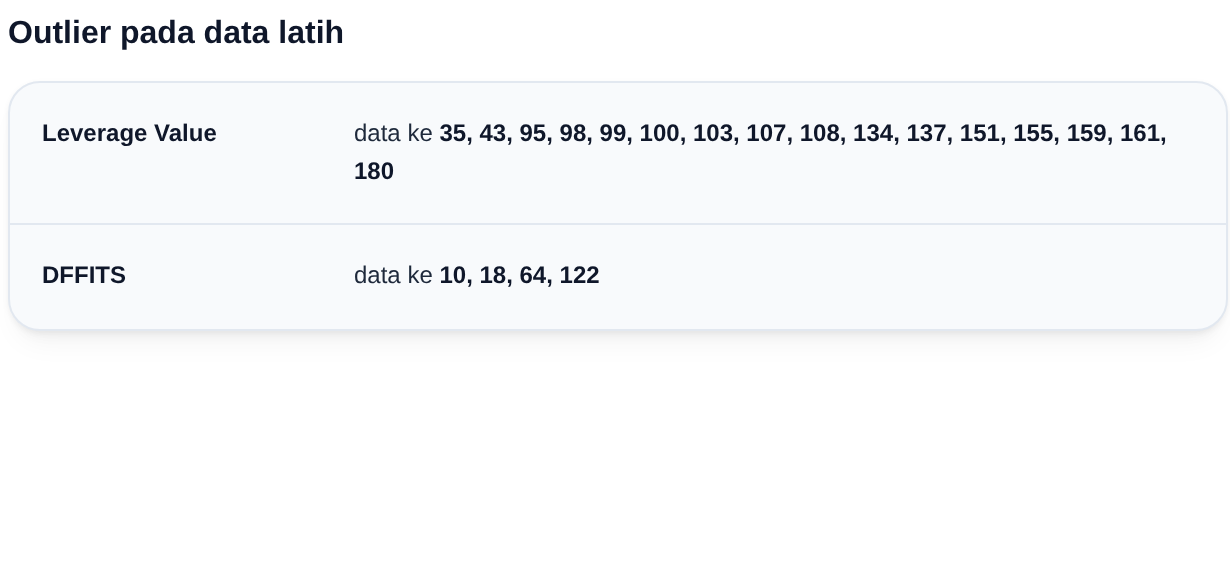 Outlier pada data latih
Leverage Value
data ke 35, 43, 95, 98, 99, 100, 103, 107, 108, 134, 137, 151, 155, 159, 161,
180
DFFITS
data ke 10, 18, 64, 122